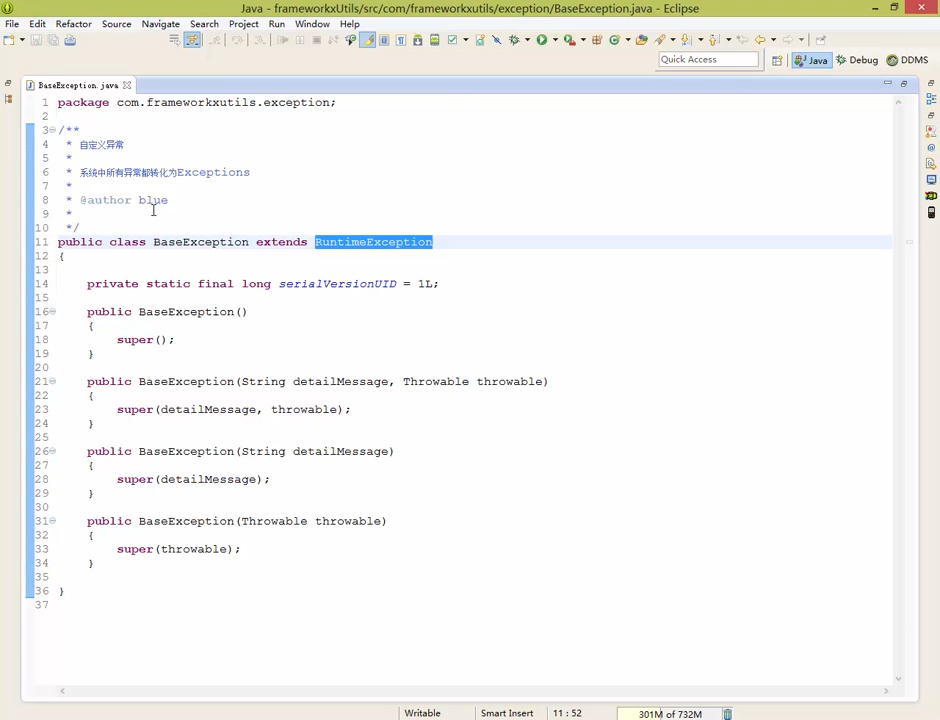 Java - frameworkxUtils/src/com/frameworkxutils/exception/BaseException.java - Eclipse
File Edit Refactor Source Navigate Search Project Run Window Help
Quick Access Java Debug DDMS
BaseException.java
1 package com.frameworkxutils.exception;
2
3 /**
4 * 自定义异常
5 *
6 * 系统中所有异常都转化为Exceptions
7 *
8 * @author blue
9 *
10 */
11 public class BaseException extends RuntimeException
12 {
13
14 private static final long serialVersionUID = 1L;
15
16 public BaseException()
17 {
18 super();
19 }
20
21 public BaseException(String detailMessage, Throwable throwable)
22 {
23 super(detailMessage, throwable);
24 }
25
26 public BaseException(String detailMessage)
27 {
28 super(detailMessage);
29 }
30
31 public BaseException(Throwable throwable)
32 {
33 super(throwable);
34 }
35
36 }
37
Writable Smart Insert 11 : 52 301M of 732M